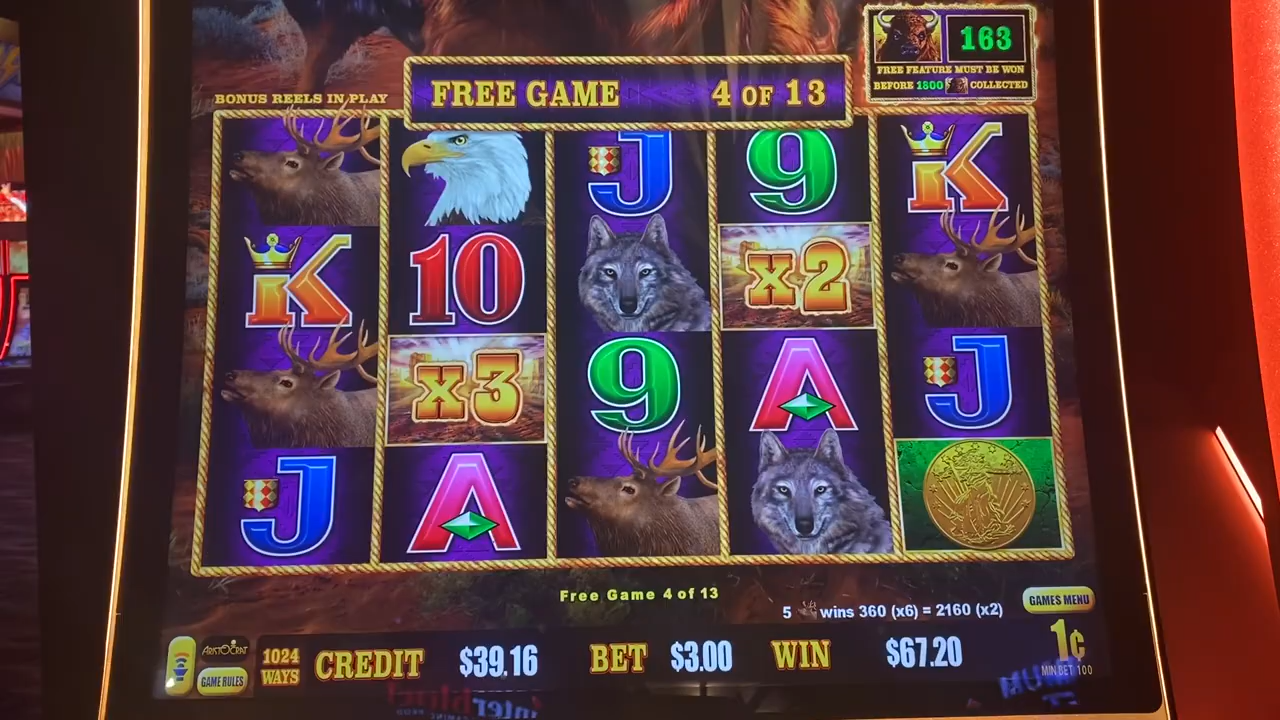 163
FREE FEATURE MUST BE WON
BEFORE 1800 COLLECTED
BONUS REELS IN PLAY
FREE GAME 4 OF 13
J 9 K
K 10 x2
x3 9 A J
J A
Free Game 4 of 13
5 wins 360 (x6) = 2160 (x2)
GAMES MENU
ARISTOCRAT
GAME RULES
1024
WAYS
CREDIT $39.16 BET $3.00 WIN $67.20
1¢
MIN BET 100